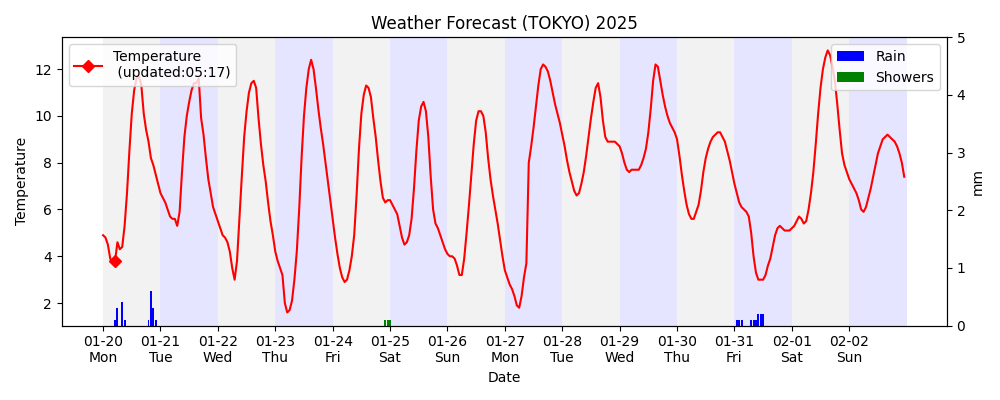 Weather Forecast (TOKYO) 2025
Temperature
(updated:05:17)
Rain
Showers
Temperature
12
10
8
6
4
2
5
4
3
2
1
0
mm
01-20 01-21 01-22 01-23 01-24 01-25 01-26 01-27 01-28 01-29 01-30 01-31 02-01 02-02
Mon Tue Wed Thu Fri Sat Sun Mon Tue Wed Thu Fri Sat Sun
Date